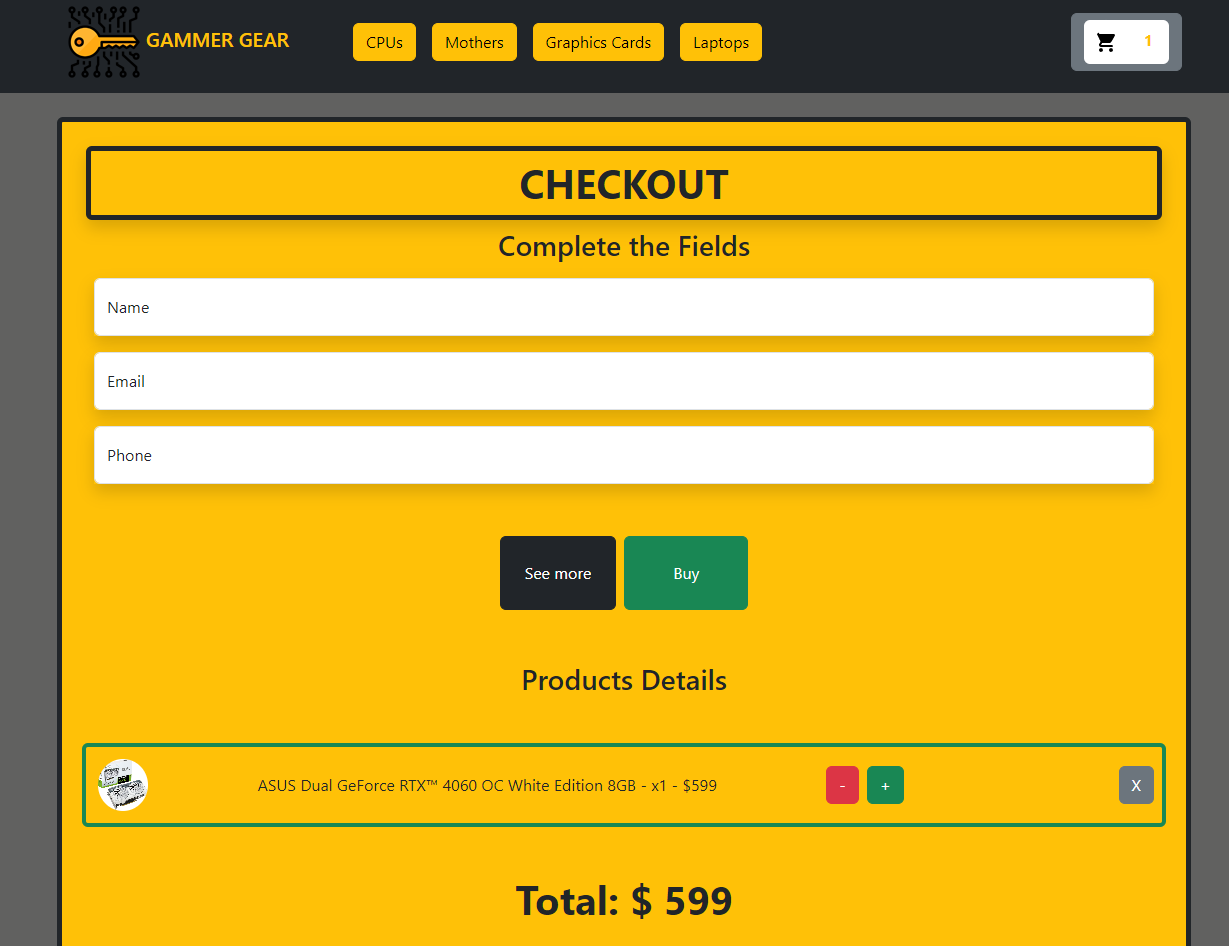 GAMMER GEAR CPUs Mothers Graphics Cards Laptops 1
CHECKOUT
Complete the Fields
Name
Email
Phone
See more Buy
Products Details
ASUS Dual GeForce RTX™ 4060 OC White Edition 8GB - x1 - $599 - + X
Total: $ 599